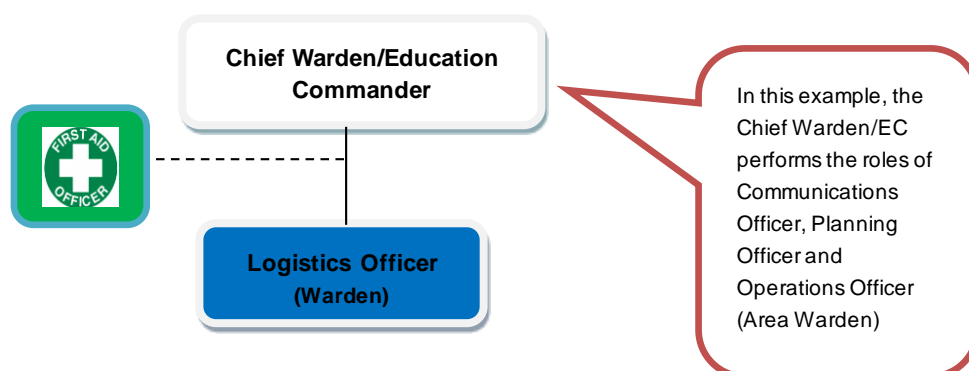 Chief Warden/Education
Commander
FIRST AID
OFFICER
Logistics Officer
(Warden)
In this example, the
Chief Warden/EC
performs the roles of
Communications
Officer, Planning
Officer and
Operations Officer
(Area Warden)